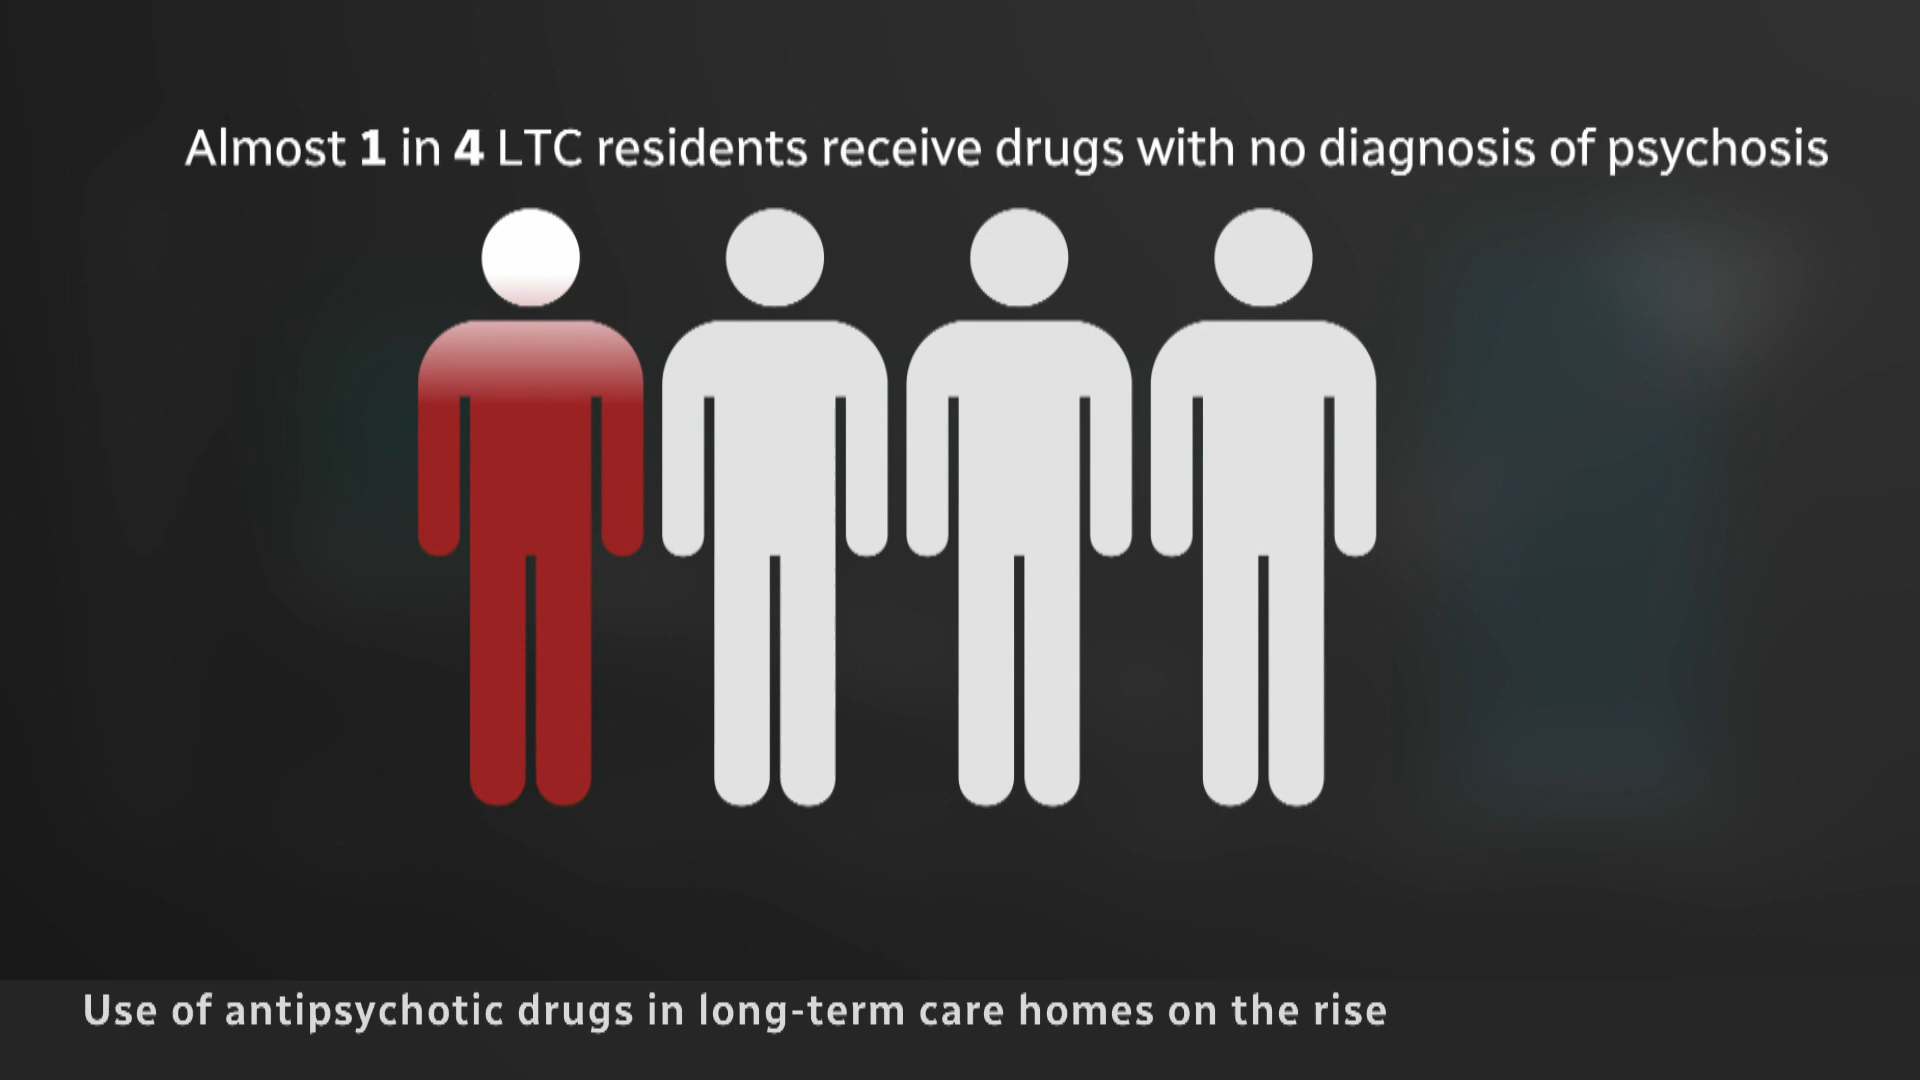 Almost 1 in 4 LTC residents receive drugs with no diagnosis of psychosis
Use of antipsychotic drugs in long-term care homes on the rise